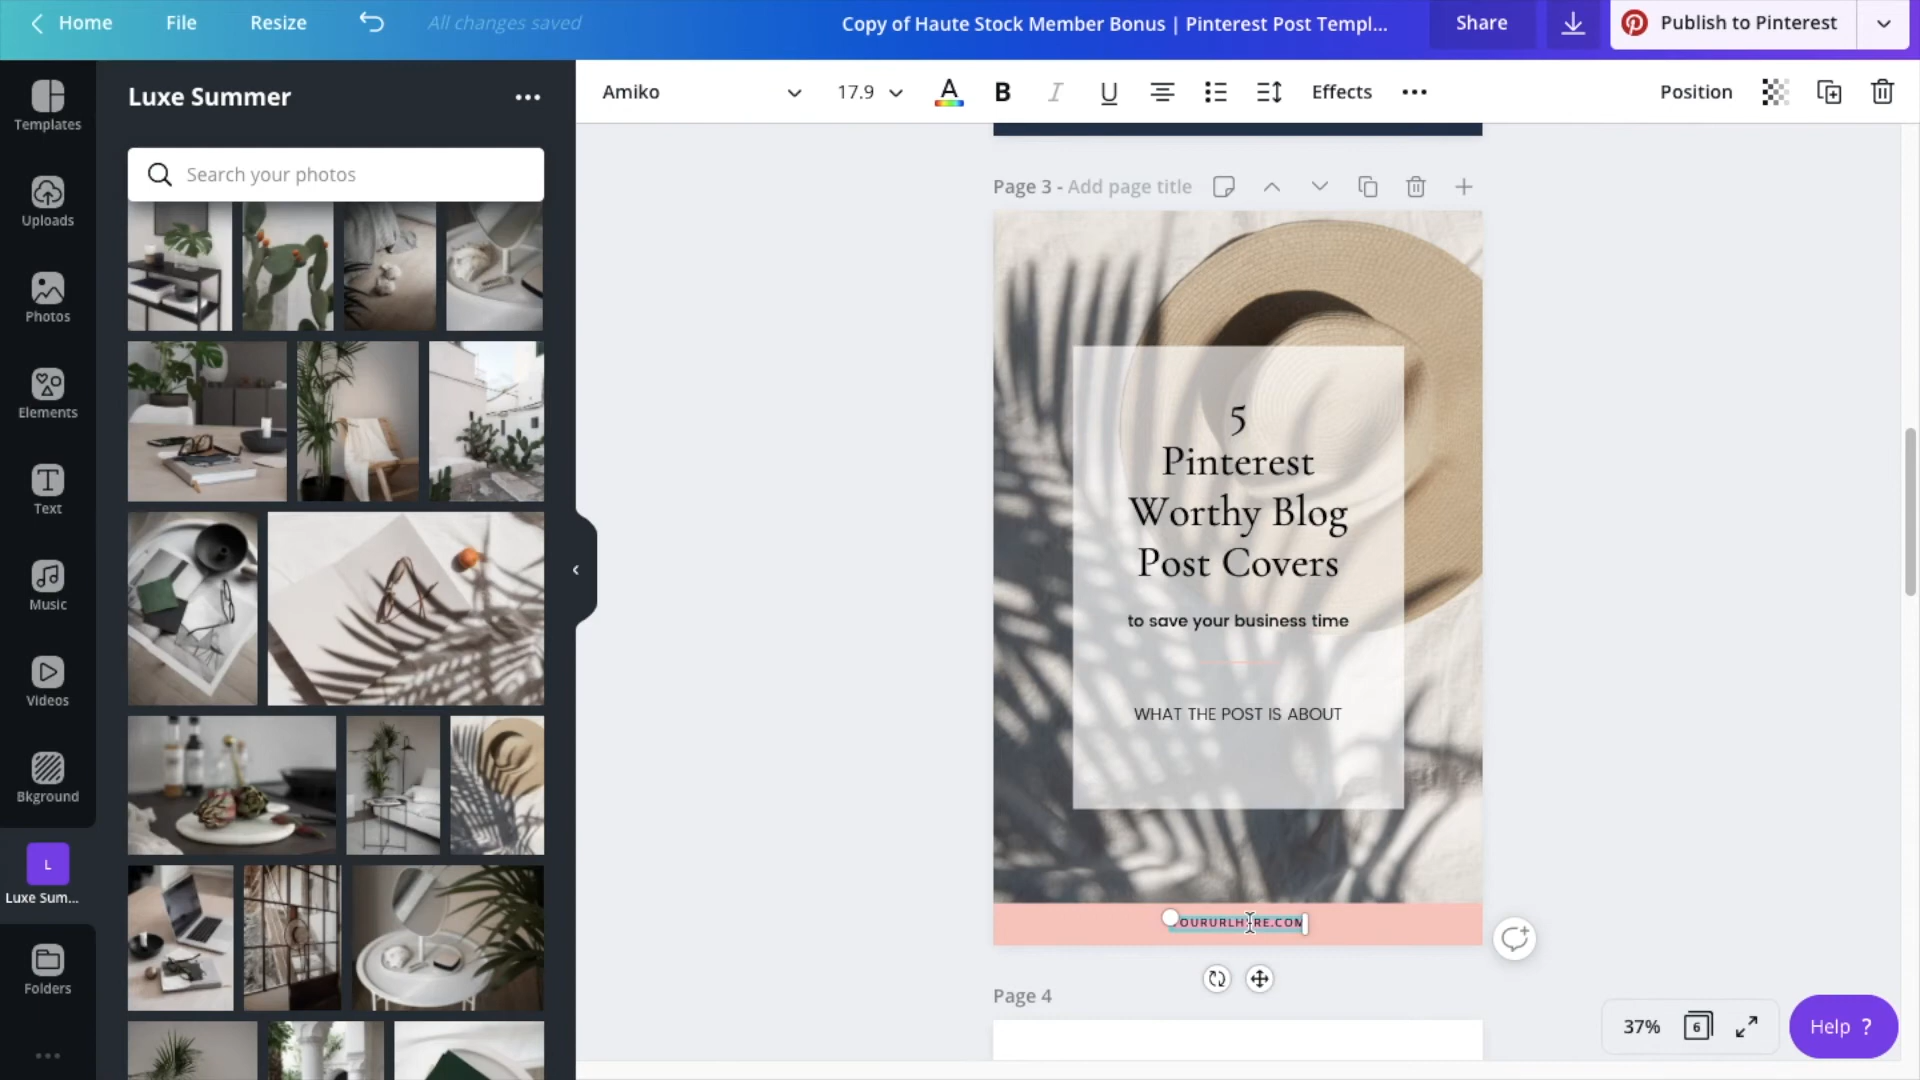 Home
File
Resize
All changes saved
Copy of Haute Stock Member Bonus | Pinterest Post Templ...
Share
Publish to Pinterest
Templates
Uploads
Photos
Elements
Text
Music
Videos
Bkground
L
Luxe Sum...
Folders
Luxe Summer
Search your photos
Amiko
17.9
A
B
I
U
Effects
Position
Page 3 - Add page title
5
Pinterest
Worthy Blog
Post Covers
to save your business time
WHAT THE POST IS ABOUT
Page 4
37%
6
Help ?